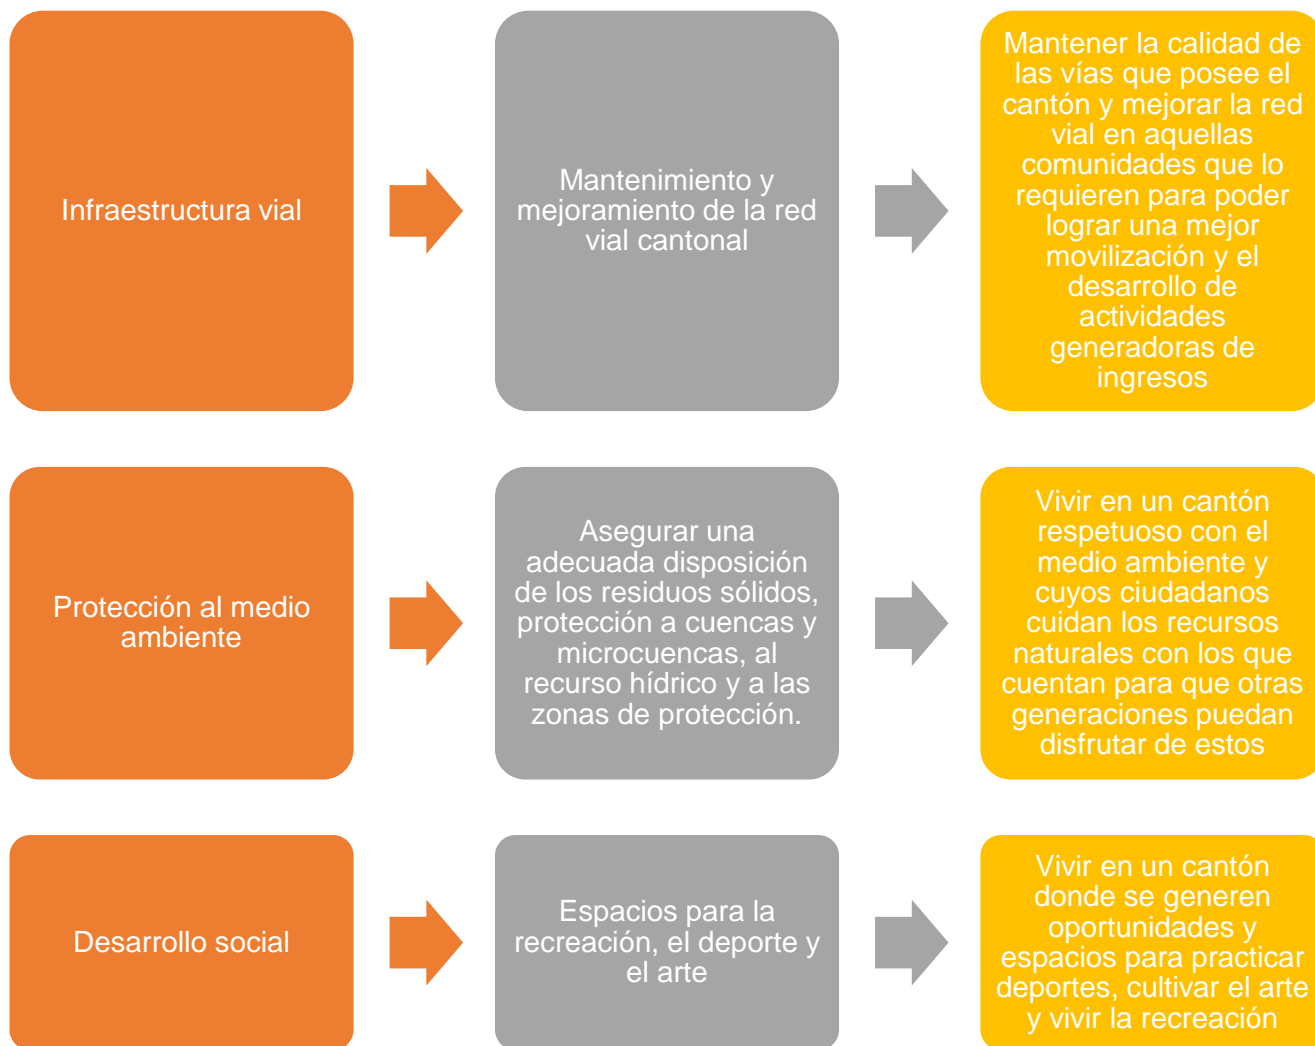 Infraestructura vial
Mantenimiento y
mejoramiento de la red
vial cantonal
Mantener la calidad de
las vías que posee el
cantón y mejorar la red
vial en aquellas
comunidades que lo
requieren para poder
lograr una mejor
movilización y el
desarrollo de
actividades
generadoras de
ingresos
Protección al medio
ambiente
Asegurar una
adecuada disposición
de los residuos sólidos,
protección a cuencas y
microcuencas, al
recurso hídrico y a las
zonas de protección.
Vivir en un cantón
respetuoso con el
medio ambiente y
cuyos ciudadanos
cuidan los recursos
naturales con los que
cuentan para que otras
generaciones puedan
disfrutar de estos
Desarrollo social
Espacios para la
recreación, el deporte y
el arte
Vivir en un cantón
donde se generen
oportunidades y
espacios para practicar
deportes, cultivar el arte
y vivir la recreación